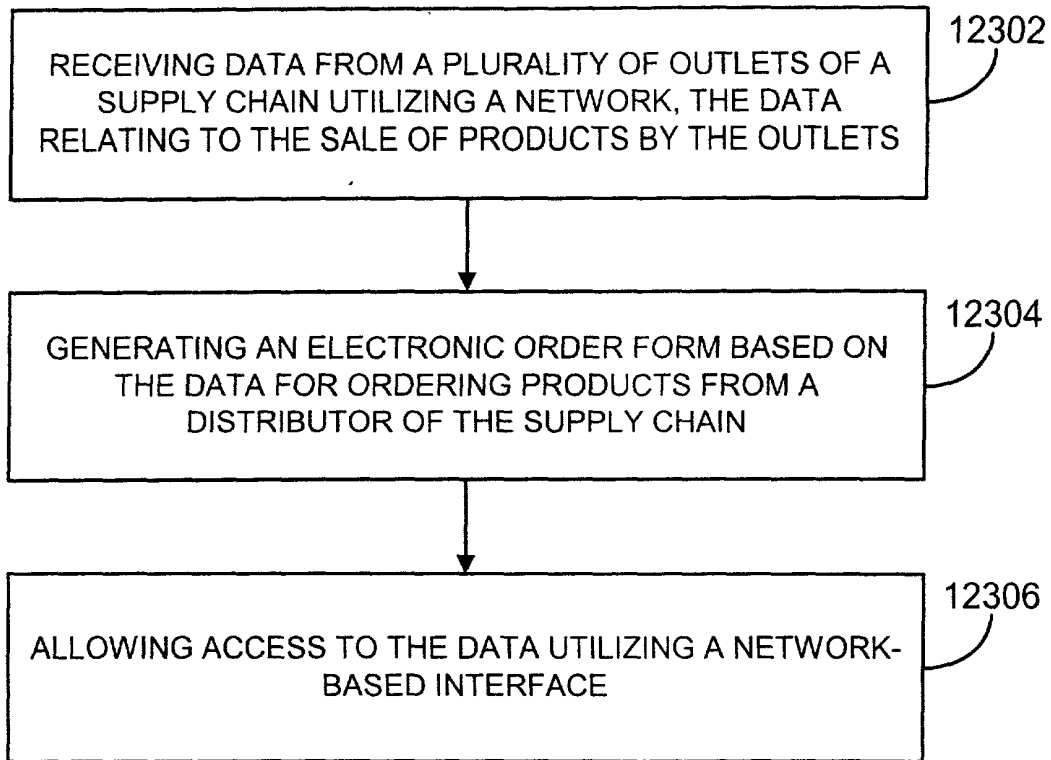 12302
RECEIVING DATA FROM A PLURALITY OF OUTLETS OF A
SUPPLY CHAIN UTILIZING A NETWORK, THE DATA
RELATING TO THE SALE OF PRODUCTS BY THE OUTLETS
12304
GENERATING AN ELECTRONIC ORDER FORM BASED ON
THE DATA FOR ORDERING PRODUCTS FROM A
DISTRIBUTOR OF THE SUPPLY CHAIN
12306
ALLOWING ACCESS TO THE DATA UTILIZING A NETWORK-
BASED INTERFACE